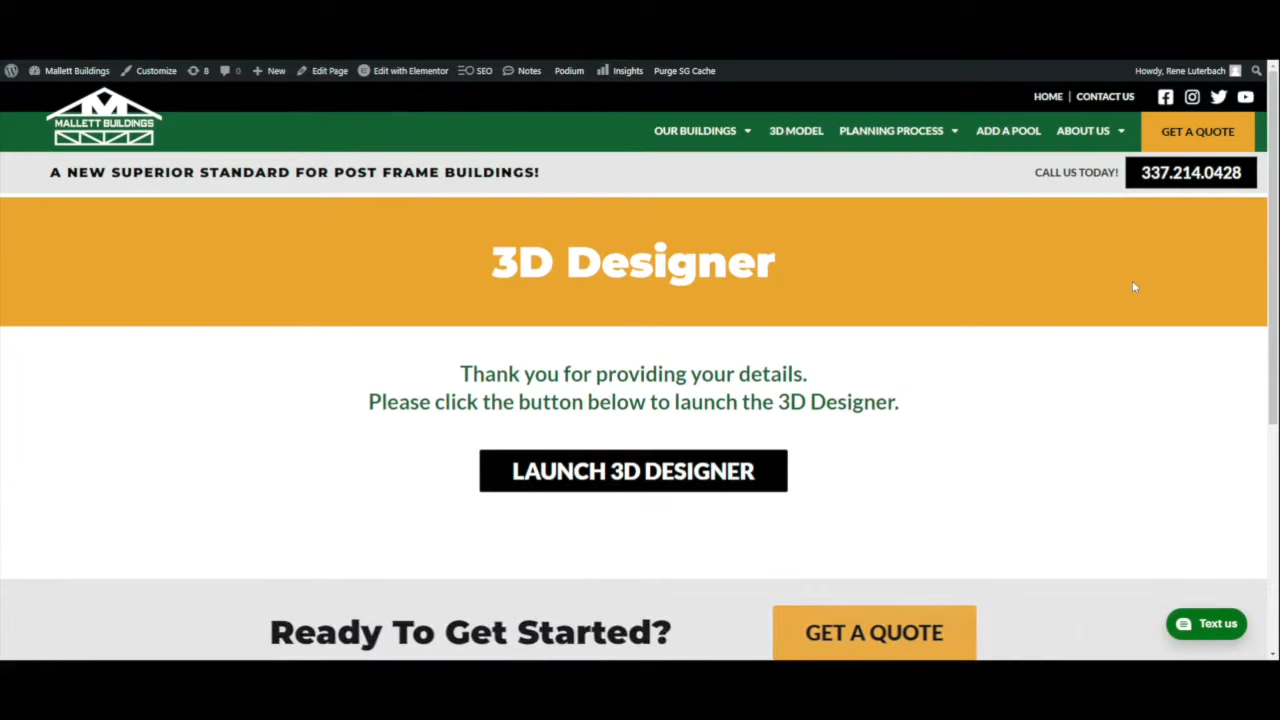 Mallett Buildings Customize 8 0 New Edit Page Edit with Elementor SEO Notes Podium Insights Purge SG Cache Howdy, Rene Luterbach
HOME | CONTACT US
MALLETT BUILDINGS
OUR BUILDINGS 3D MODEL PLANNING PROCESS ADD A POOL ABOUT US GET A QUOTE
A NEW SUPERIOR STANDARD FOR POST FRAME BUILDINGS! CALL US TODAY! 337.214.0428
3D Designer
Thank you for providing your details.
Please click the button below to launch the 3D Designer.
LAUNCH 3D DESIGNER
Ready To Get Started? GET A QUOTE
Text us